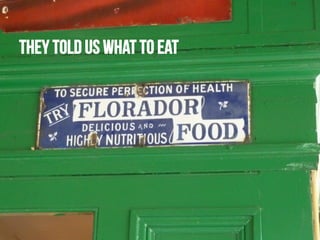 THEY TOLD US WHAT TO EAT
TO SECURE PERFECTION OF HEALTH
TRY FLORADOR
DELICIOUS AND
HIGHLY NUTRITIOUS FOOD